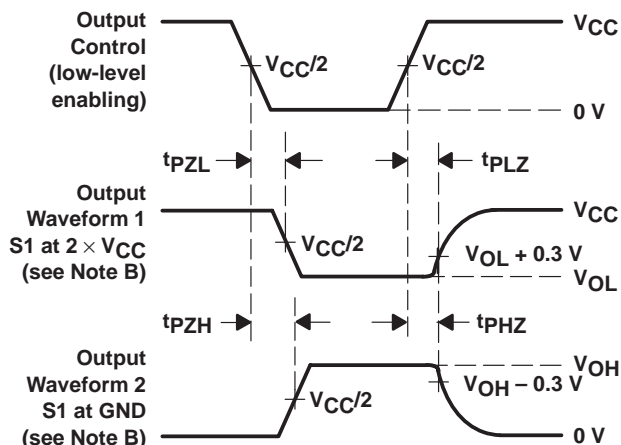 Output
Control
(low-level
enabling)
VCC/2
VCC/2
VCC
0 V
tPZL
tPLZ
Output
Waveform 1
S1 at 2 × VCC
(see Note B)
VCC/2
VCC
VOL + 0.3 V
VOL
tPZH
tPHZ
Output
Waveform 2
S1 at GND
(see Note B)
VCC/2
VOH
VOH – 0.3 V
0 V